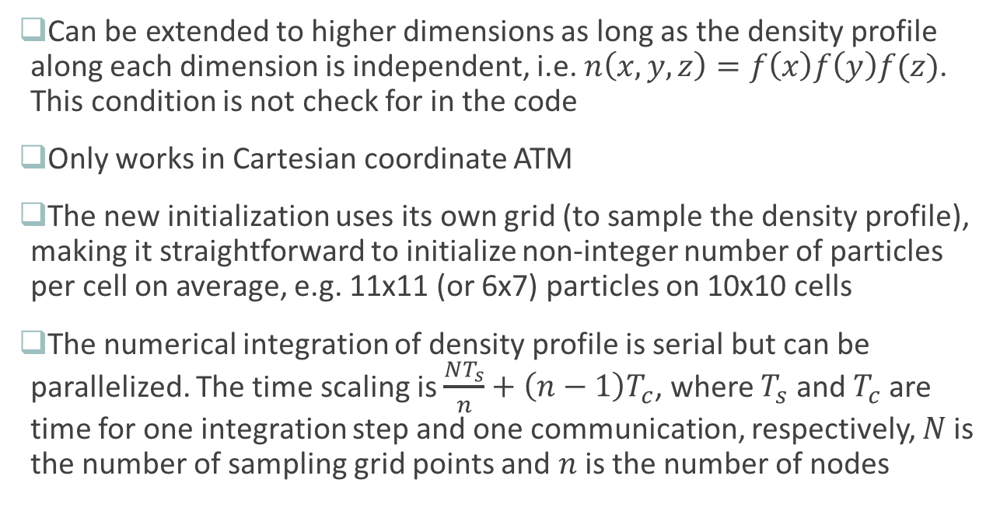 ❑Can be extended to higher dimensions as long as the density profile
along each dimension is independent, i.e. n(x, y, z) = f(x)f(y)f(z).
This condition is not check for in the code
❑Only works in Cartesian coordinate ATM
❑The new initialization uses its own grid (to sample the density profile),
making it straightforward to initialize non-integer number of particles
per cell on average, e.g. 11x11 (or 6x7) particles on 10x10 cells
❑The numerical integration of density profile is serial but can be
parallelized. The time scaling is \frac{NT_s}{n} + (n − 1)T_c, where T_s and T_c are
time for one integration step and one communication, respectively, N is
the number of sampling grid points and n is the number of nodes